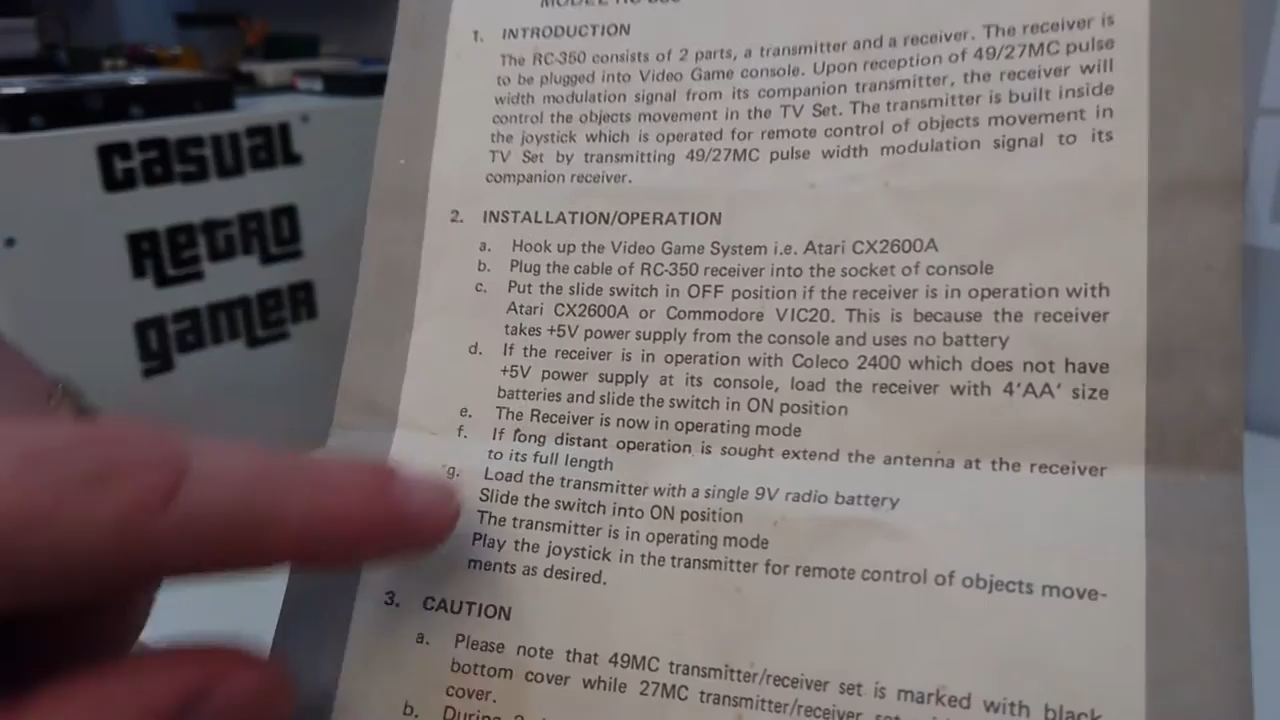 1. INTRODUCTION
The RC-350 consists of 2 parts, a transmitter and a receiver. The receiver is
to be plugged into Video Game console. Upon reception of 49/27MC pulse
width modulation signal from its companion transmitter, the receiver will
control the objects movement in the TV Set. The transmitter is built inside
the joystick which is operated for remote control of objects movement in
TV Set by transmitting 49/27MC pulse width modulation signal to its
companion receiver.
2. INSTALLATION/OPERATION
a. Hook up the Video Game System i.e. Atari CX2600A
b. Plug the cable of RC-350 receiver into the socket of console
c. Put the slide switch in OFF position if the receiver is in operation with
Atari CX2600A or Commodore VIC20. This is because the receiver
takes +5V power supply from the console and uses no battery
d. If the receiver is in operation with Coleco 2400 which does not have
+5V power supply at its console, load the receiver with 4'AA' size
batteries and slide the switch in ON position
e. The Receiver is now in operating mode
f. If long distant operation is sought extend the antenna at the receiver
to its full length
g. Load the transmitter with a single 9V radio battery
Slide the switch into ON position
The transmitter is in operating mode
Play the joystick in the transmitter for remote control of objects move-
ments as desired.
3. CAUTION
a. Please note that 49MC transmitter/receiver set is marked with black
bottom cover while 27MC transmitter/receiver
cover.
b.
CASUAL
RETRO
GAMER